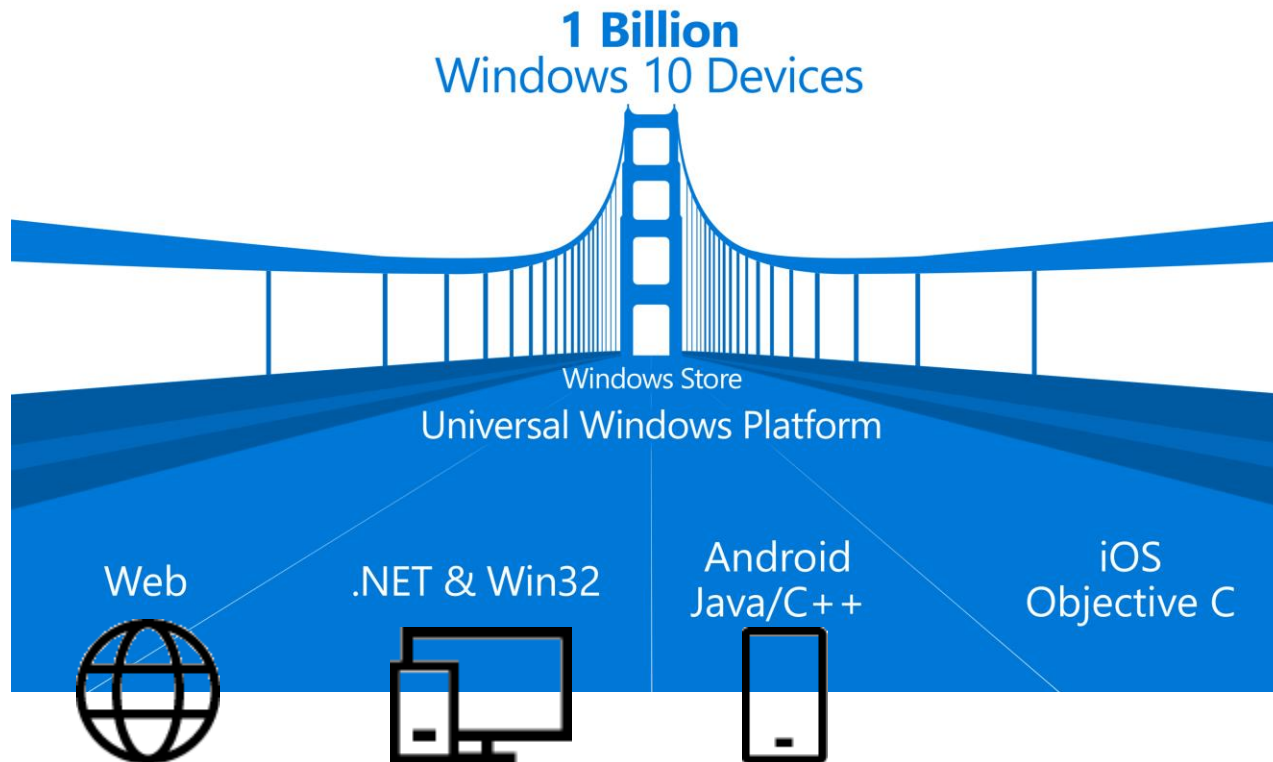 1 Billion
Windows 10 Devices
Windows Store
Universal Windows Platform
Web
.NET & Win32
Android
Java/C++
iOS
Objective C